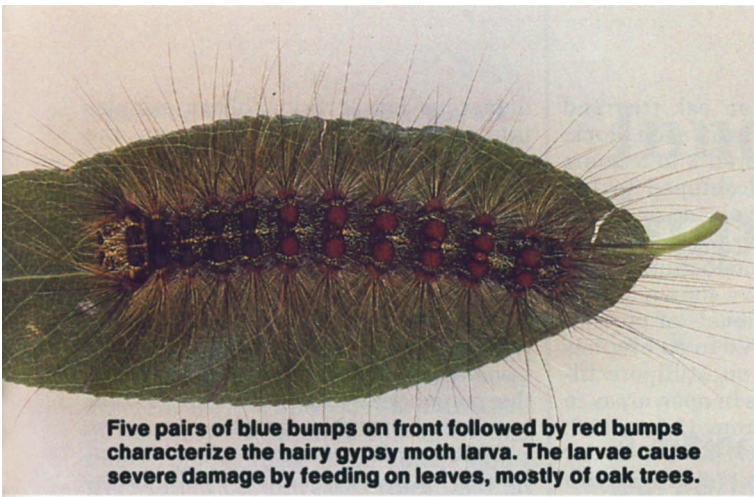 Five pairs of blue bumps on front followed by red bumps
characterize the hairy gypsy moth larva. The larvae cause
severe damage by feeding on leaves, mostly of oak trees.